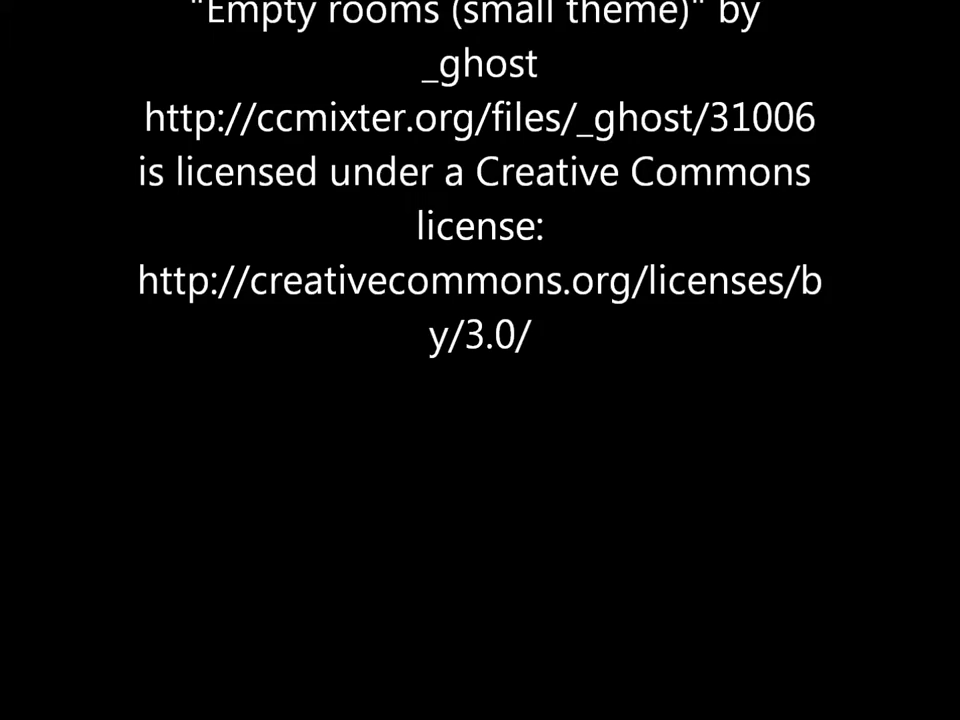 "Empty rooms (small theme)" by
_ghost
http://ccmixter.org/files/_ghost/31006
is licensed under a Creative Commons
license:
http://creativecommons.org/licenses/b
y/3.0/